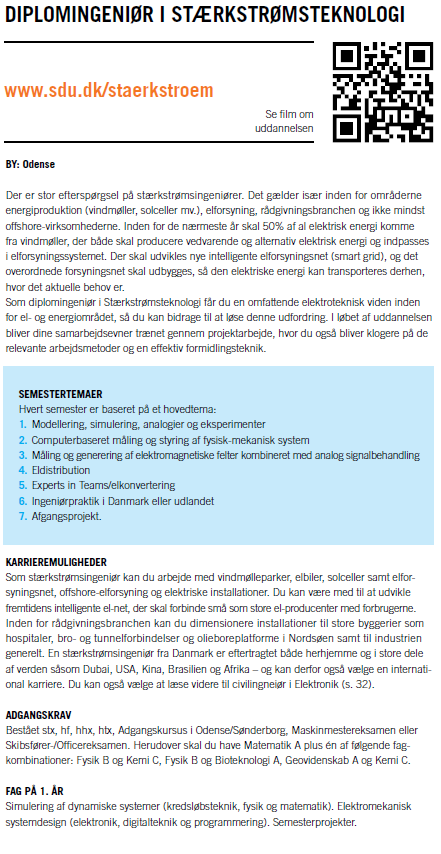 DIPLOMINGENIØR I STÆRKSTRØMSTEKNOLOGI
www.sdu.dk/staerkstroem
Se film om
uddannelsen
BY: Odense
Der er stor efterspørgsel på stærkstrømsingeniører. Det gælder især inden for områderne
energiproduktion (vindmøller, solceller mv.), elforsyning, rådgivningsbranchen og ikke mindst
offshore-virksomhederne. Inden for de nærmeste år skal 50% af al elektrisk energi komme
fra vindmøller, der både skal producere vedvarende og alternativ elektrisk energi og indpasses
i elforsyningssystemet. Der skal udvikles nye intelligente elforsyningsnet (smart grid), og det
overordnede forsyningsnet skal udbygges, så den elektriske energi kan transporteres derhen,
hvor det aktuelle behov er.
Som diplomingeniør i Stærkstrømsteknologi får du en omfattende elektroteknisk viden inden
for el- og energiområdet, så du kan bidrage til at løse denne udfordring. I løbet af uddannelsen
bliver dine samarbejdsevner trænet gennem projektarbejde, hvor du også bliver klogere på de
relevante arbejdsmetoder og en effektiv formidlingsteknik.
SEMESTERTEMAER
Hvert semester er baseret på et hovedtema:
1. Modellering, simulering, analogier og eksperimenter
2. Computerbaseret måling og styring af fysisk-mekanisk system
3. Måling og generering af elektromagnetiske felter kombineret med analog signalbehandling
4. Eldistribution
5. Experts in Teams/elkonvertering
6. Ingeniørpraktik i Danmark eller udlandet
7. Afgangsprojekt.
KARRIEREMULIGHEDER
Som stærkstrømsingeniør kan du arbejde med vindmølleparker, elbiler, solceller samt elfor-
syningsnet, offshore-elforsyning og elektriske installationer. Du kan være med til at udvikle
fremtidens intelligente el-net, der skal forbinde små som store el-producenter med forbrugerne.
Inden for rådgivningsbranchen kan du dimensionere installationer til store byggerier som
hospitaler, bro- og tunnelforbindelser og olieboreplatforme i Nordsøen samt til industrien
generelt. En stærkstrømsingeniør fra Danmark er eftertragtet både herhjemme og i store dele
af verden såsom Dubai, USA, Kina, Brasilien og Afrika – og kan derfor også vælge en internati-
onal karriere. Du kan også vælge at læse videre til civilingeniør i Elektronik (s. 32).
ADGANGSKRAV
Bestået stx, hf, hhx, htx, Adgangskursus i Odense/Sønderborg, Maskinmestereksamen eller
Skibsfører-/Officereksamen. Herudover skal du have Matematik A plus én af følgende fag-
kombinationer: Fysik B og Kemi C, Fysik B og Bioteknologi A, Geovidenskab A og Kemi C.
FAG PÅ 1. ÅR
Simulering af dynamiske systemer (kredsløbsteknik, fysik og matematik). Elektromekanisk
systemdesign (elektronik, digitalteknik og programmering). Semesterprojekter.